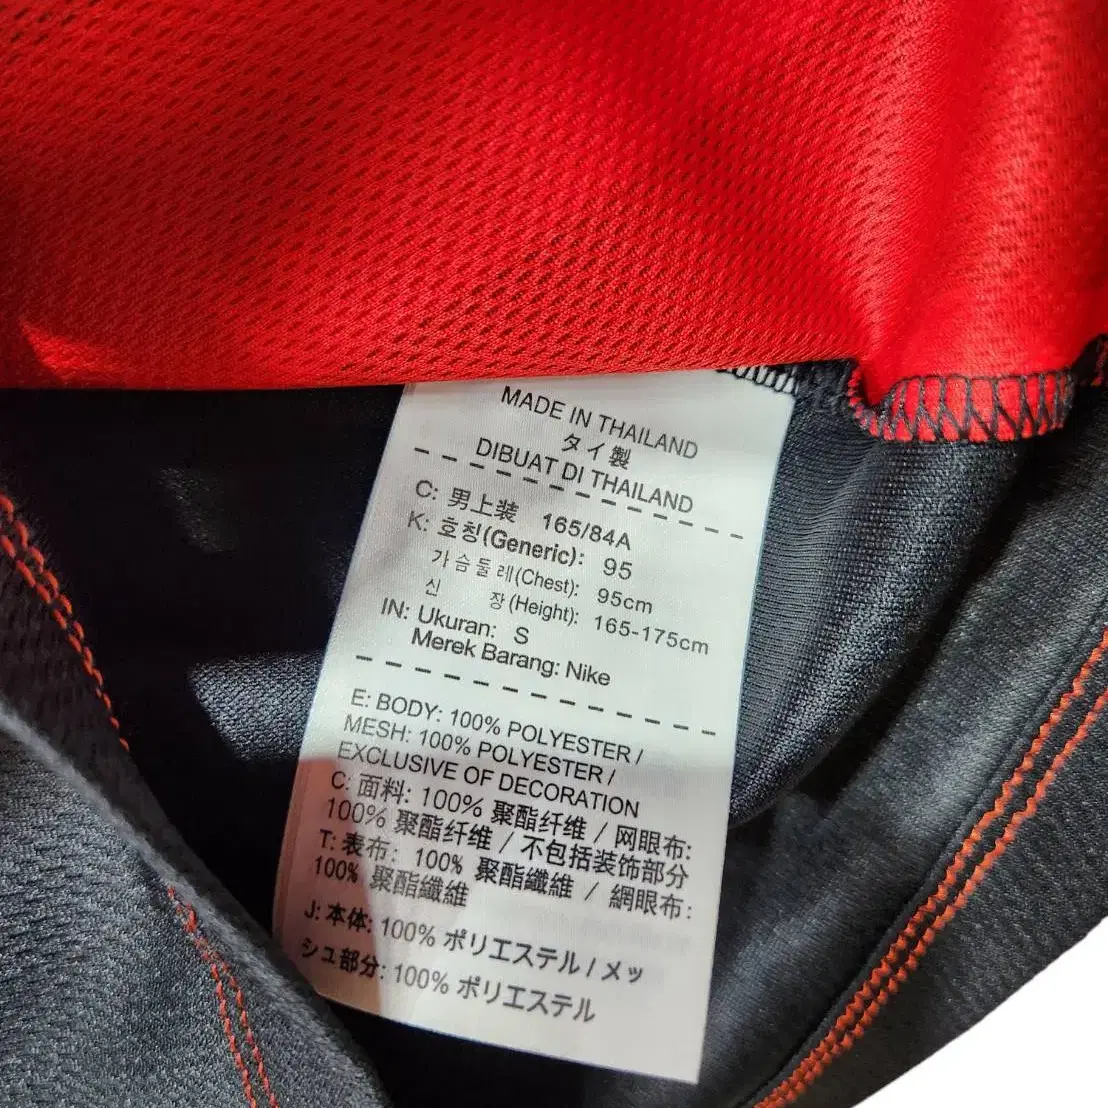 MADE IN THAILAND
タイ製
DIBUAT DI THAILAND
C: 男上装 165/84A
K: 호칭(Generic): 95
가슴둘레(Chest): 95cm
신 장(Height): 165-175cm
IN: Ukuran: S
Merek Barang: Nike
E: BODY: 100% POLYESTER /
MESH: 100% POLYESTER /
EXCLUSIVE OF DECORATION
C: 面料: 100% 聚酯纤维 / 网眼布:
100% 聚酯纤维 / 不包括装饰部分
T: 表布: 100% 聚酯纖維 / 網眼布:
100% 聚酯纖維
J: 本体: 100% ポリエステル / メッ
シュ部分: 100% ポリエステル